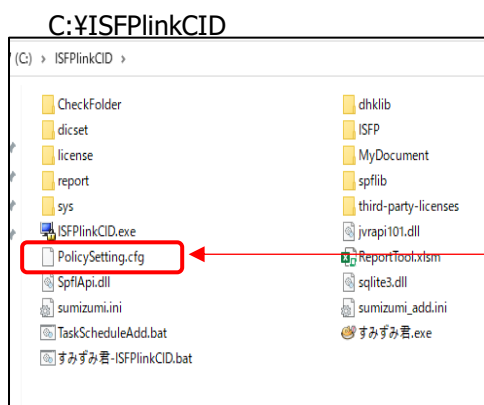 C:¥ISFPlinkCID
(C:) > ISFPlinkCID >
CheckFolder
dicset
license
report
sys
ISFPlinkCID.exe
PolicySetting.cfg
SpflApi.dll
sumizumi.ini
TaskScheduleAdd.bat
すみずみ君-ISFPlinkCID.bat
dhklib
ISFP
MyDocument
spflib
third-party-licenses
jvrapi101.dll
ReportTool.xlsm
sqlite3.dll
sumizumi_add.ini
すみずみ君.exe